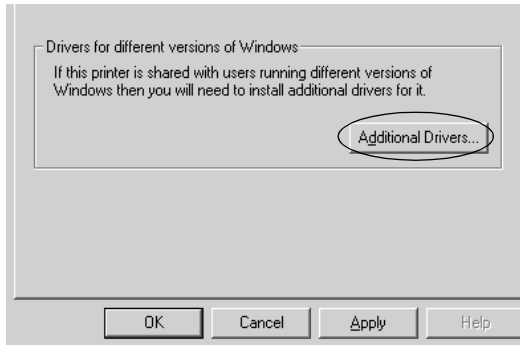 Drivers for different versions of Windows
If this printer is shared with users running different versions of
Windows then you will need to install additional drivers for it.
Additional Drivers...
OK Cancel Apply Help